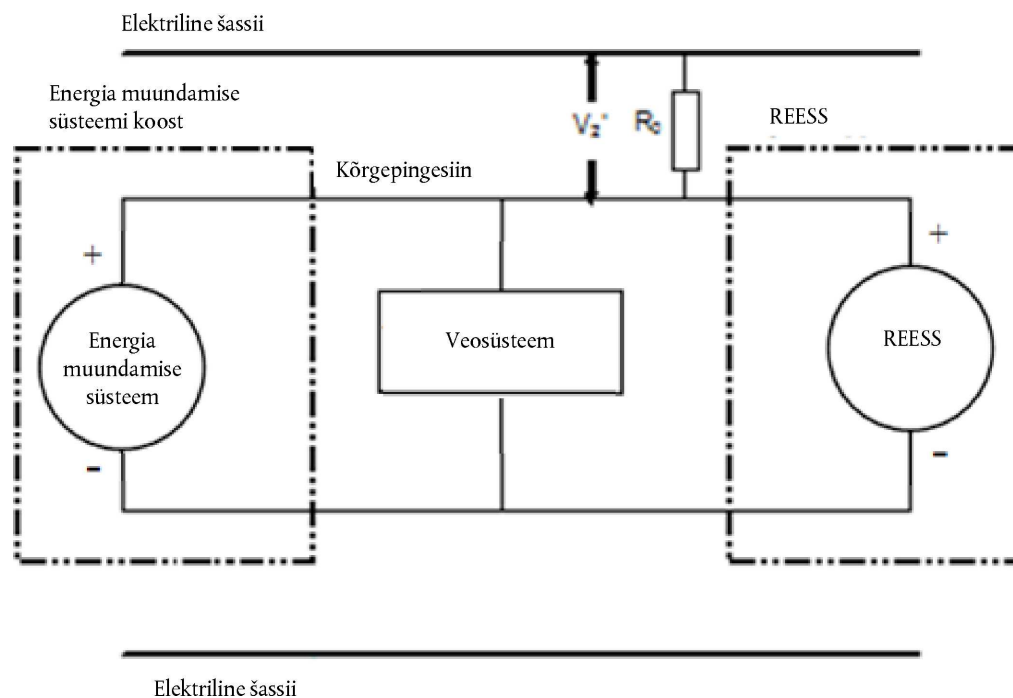 Elektriline šassii
Energia muundamise
süsteemi koost
V₂' R₀
REESS
Kõrgepingesiin
+
+
Energia
muundamise
süsteem
Veosüsteem
REESS
-
-
Elektriline šassii